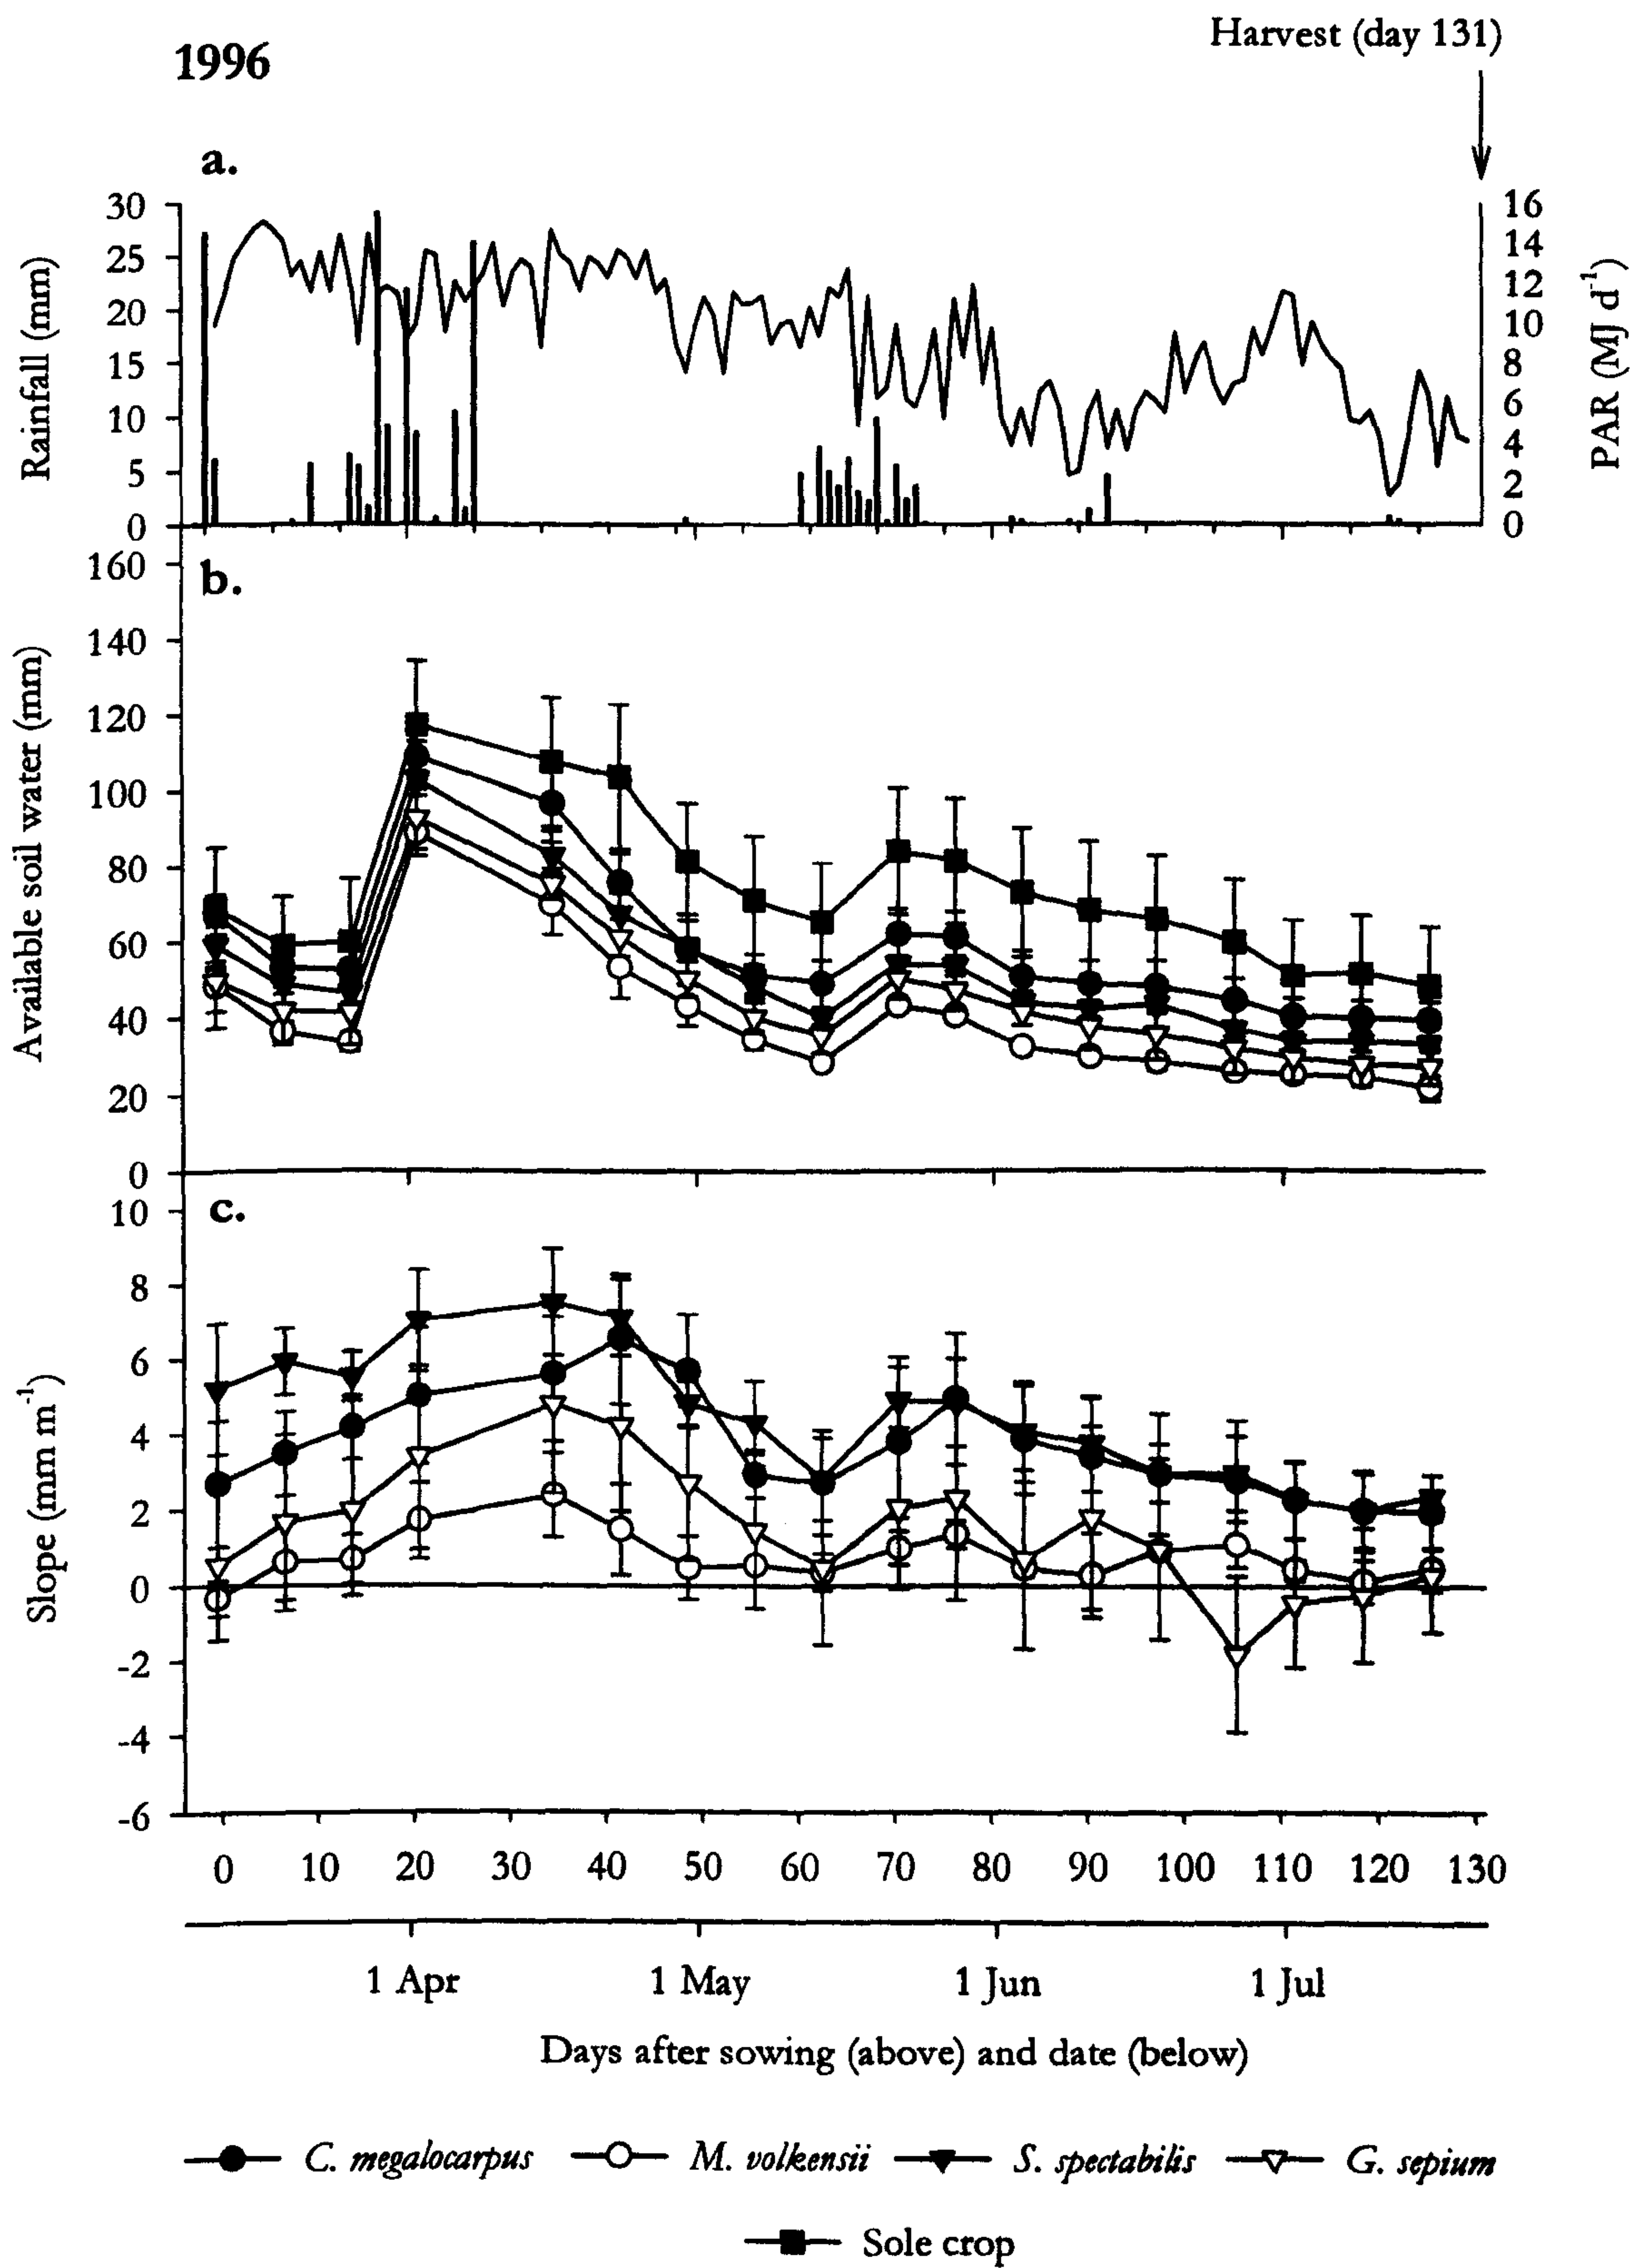 Harvest (day 131)
1996
a.
30
25
20
15
10
5
0
Rainfall (mm)
16
14
12
10
8
6
4
2
0
PAR (MJ d-1)
b.
160
140
120
100
80
60
40
20
0
Available soil water (mm)
c.
10
8
6
4
2
0
-2
-4
-6
Slope (mm m-1)
0 10 20 30 40 50 60 70 80 90 100 110 120 130
1 Apr 1 May 1 Jun 1 Jul
Days after sowing (above) and date (below)
C. megalocarpus M. volkensii S. spectabilis G. sepium
Sole crop